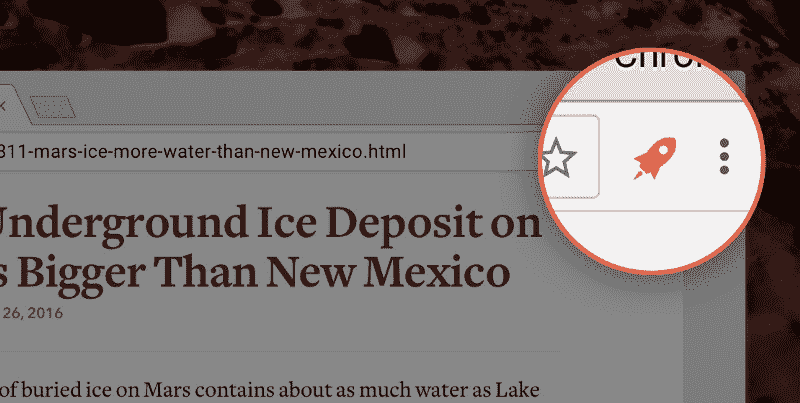 Chro
311-mars-ice-more-water-than-new-mexico.html
Underground Ice Deposit on
s Bigger Than New Mexico
26, 2016
of buried ice on Mars contains about as much water as Lake